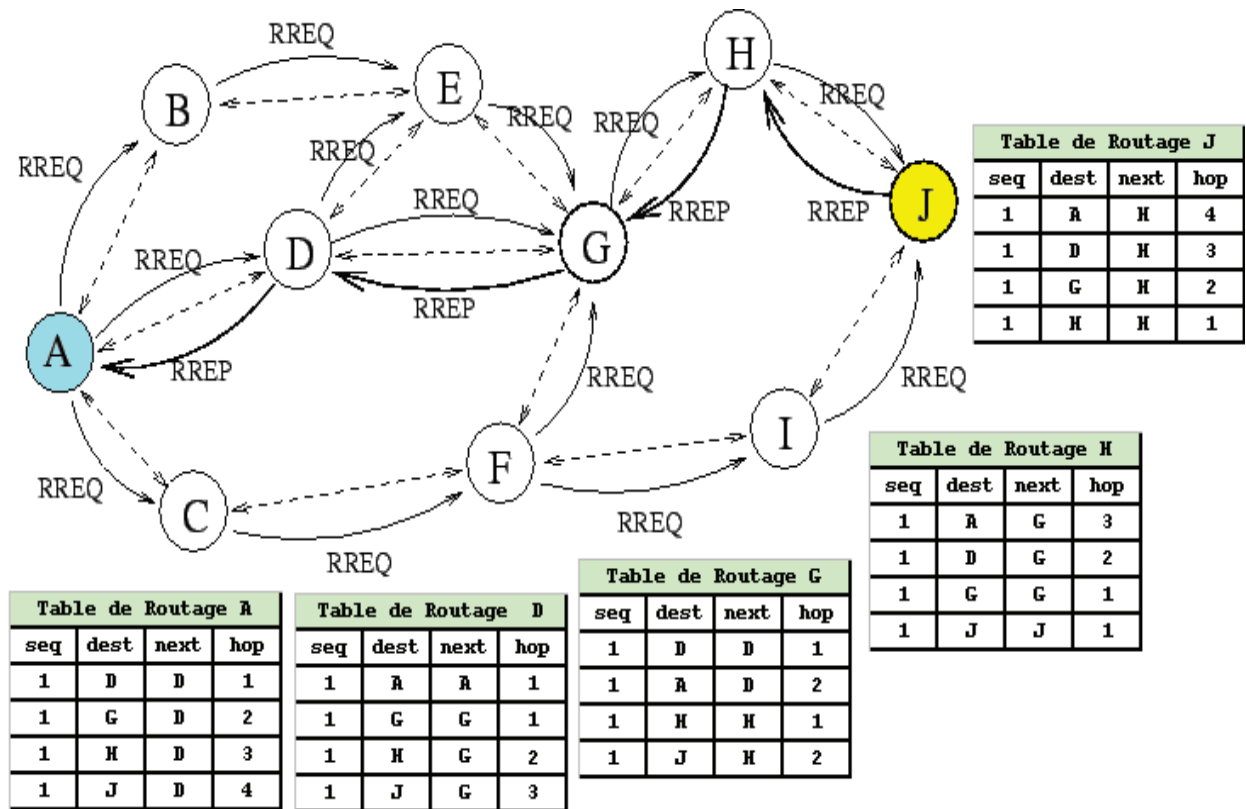 RREQ
H
E
B
RREQ
RREQ
RREQ
RREQ
RREQ
RREQ
RREQ
D
G
J
RREP
RREP
RREQ
RREP
A
RREP
RREQ
RREQ
I
F
RREQ
C
RREQ
RREQ
Table de Routage J
seq dest next hop
1 A H 4
1 D H 3
1 G H 2
1 H H 1
Table de Routage H
seq dest next hop
1 A G 3
1 D G 2
1 G G 1
1 J J 1
Table de Routage A
seq dest next hop
1 D D 1
1 G D 2
1 H D 3
1 J D 4
Table de Routage D
seq dest next hop
1 A A 1
1 G G 1
1 H G 2
1 J G 3
Table de Routage G
seq dest next hop
1 D D 1
1 A D 2
1 H H 1
1 J H 2